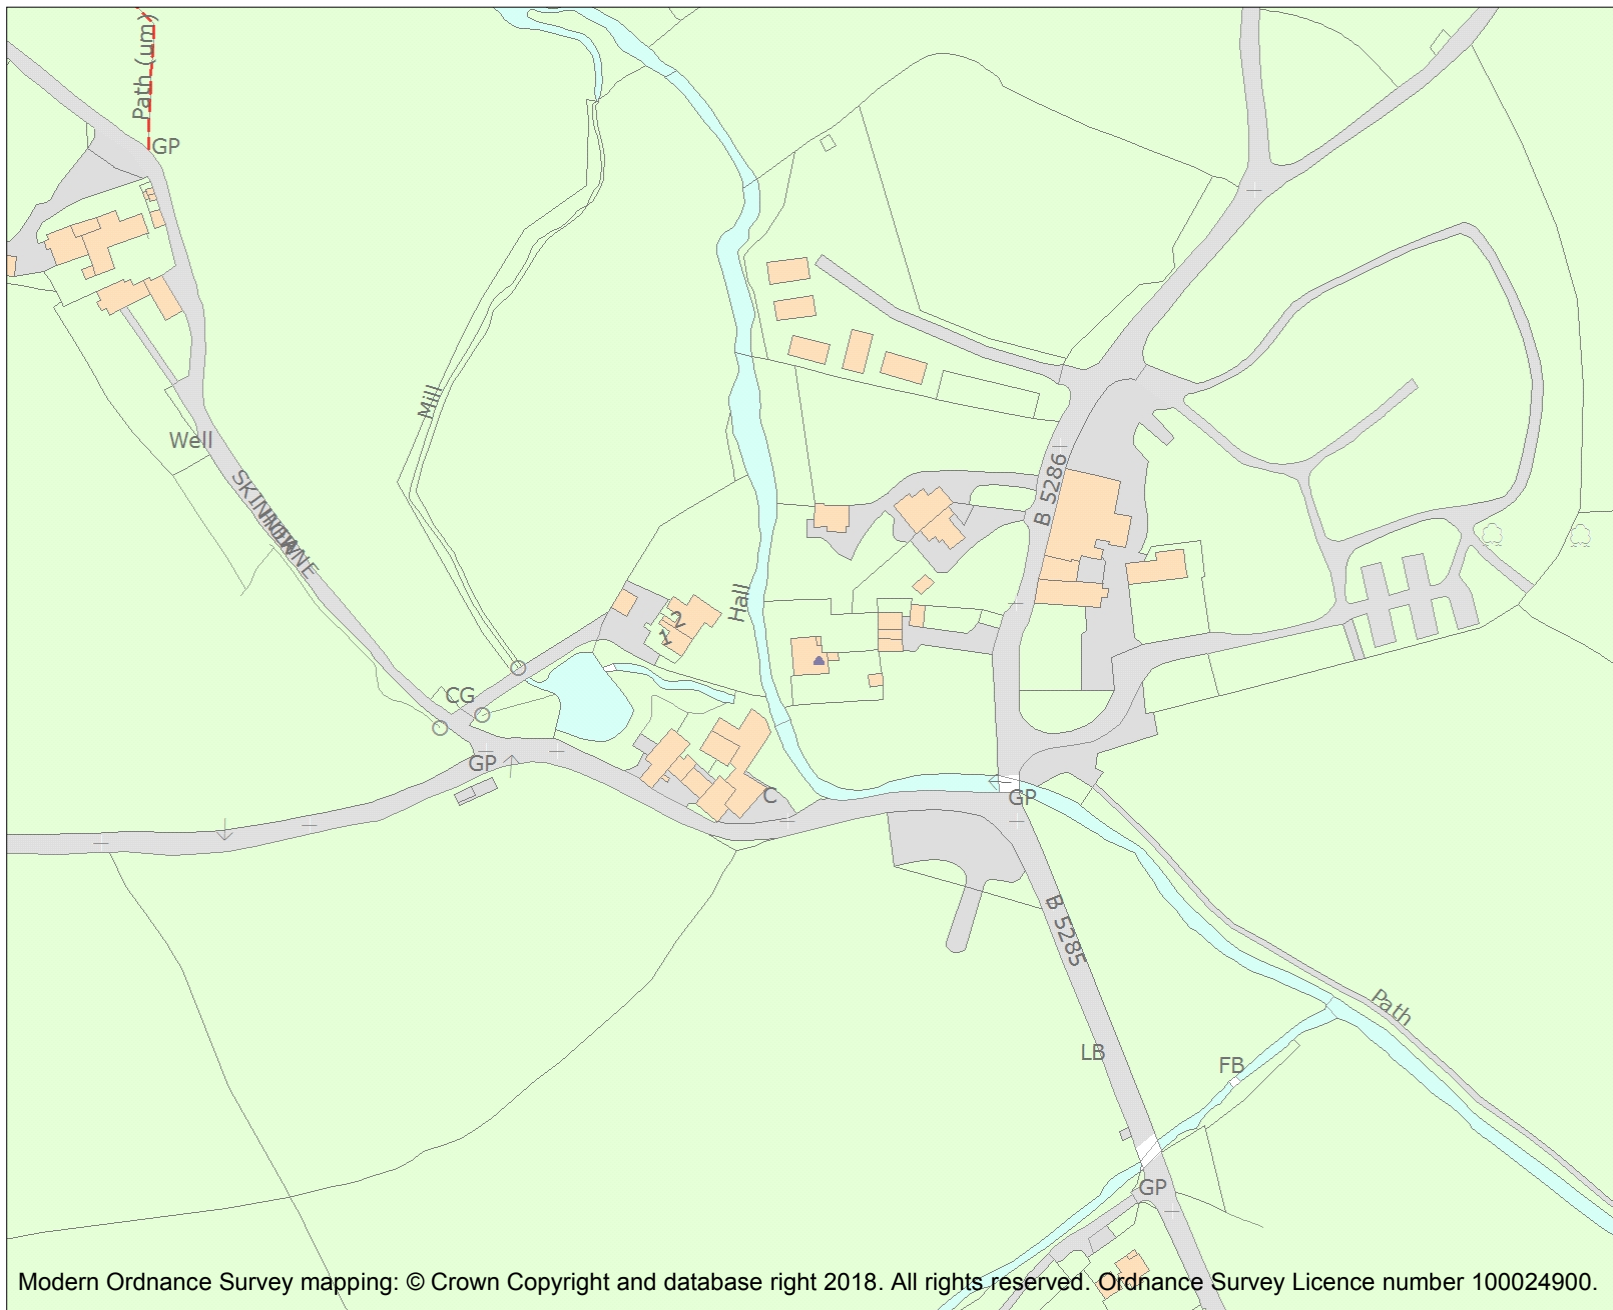 Path (um)
GP
Mill
Well
B 5286
Hall
2
1
CG
GP
C
GP
B 5285
Path
LB
FB
GP
Modern Ordnance Survey mapping: © Crown Copyright and database right 2018. All rights reserved. Ordnance Survey Licence number 100024900.